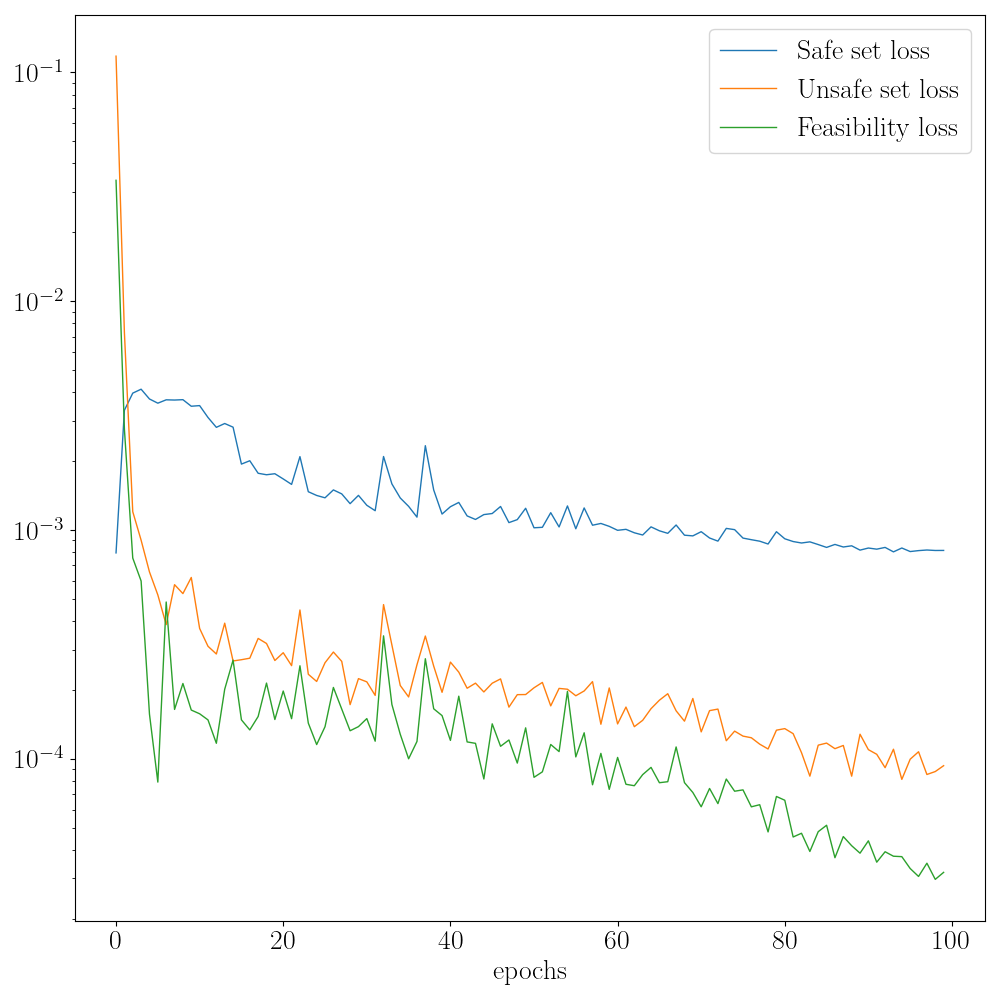 Safe set loss
Unsafe set loss
Feasibility loss
10⁻¹
10⁻²
10⁻³
10⁻⁴
0 20 40 60 80 100
epochs